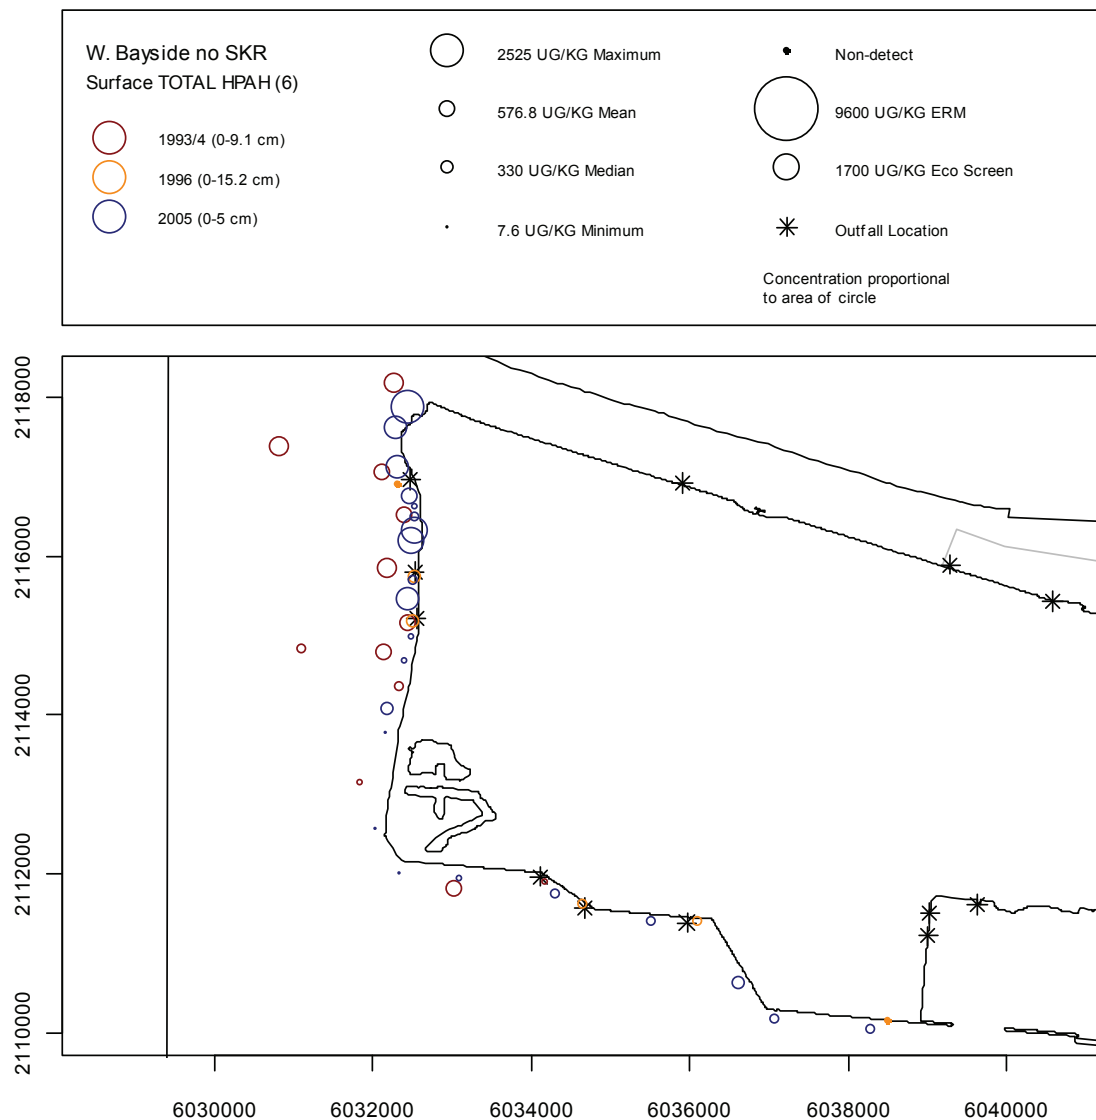 W. Bayside no SKR
Surface TOTAL HPAH (6)
1993/4 (0-9.1 cm)
1996 (0-15.2 cm)
2005 (0-5 cm)
2525 UG/KG Maximum
576.8 UG/KG Mean
330 UG/KG Median
7.6 UG/KG Minimum
Non-detect
9600 UG/KG ERM
1700 UG/KG Eco Screen
Outfall Location
Concentration proportional
to area of circle
2118000
2116000
2114000
2112000
2110000
6030000 6032000 6034000 6036000 6038000 6040000